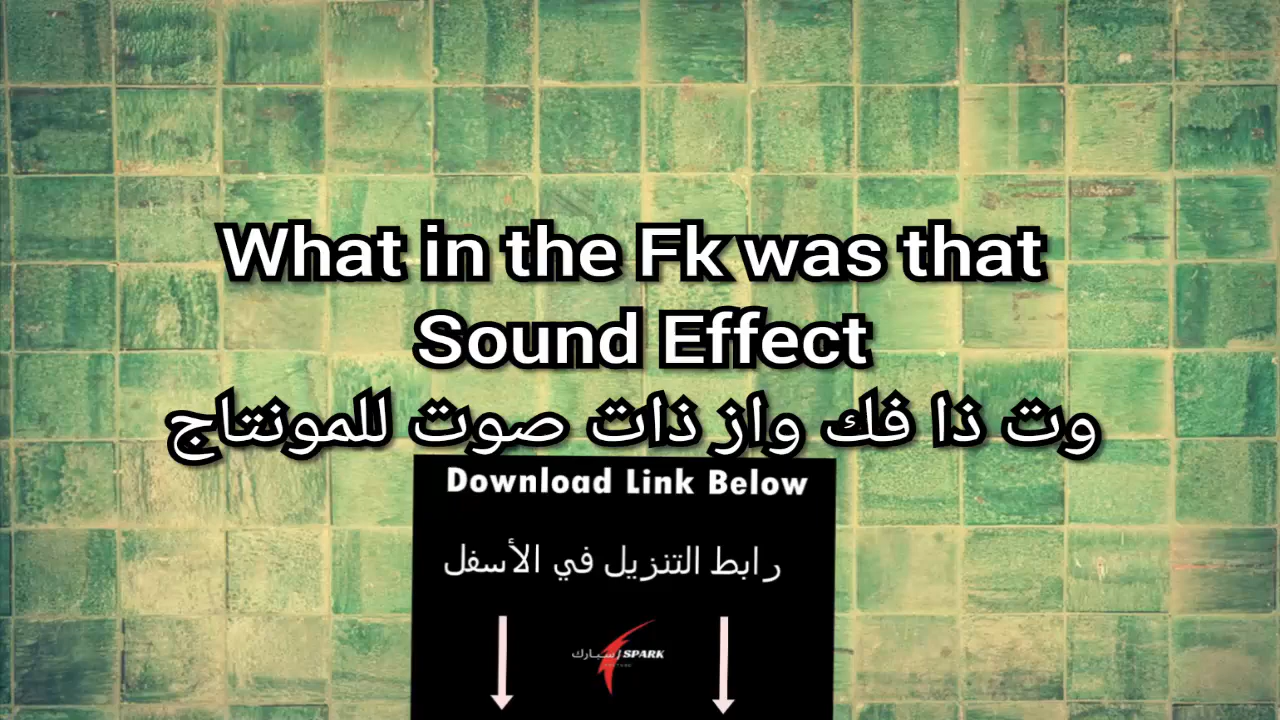 What in the Fk was that
Sound Effect
وت ذا فك واز ذات صوت للمونتاج
Download Link Below
رابط التنزيل في الأسفل
سبارك SPARK